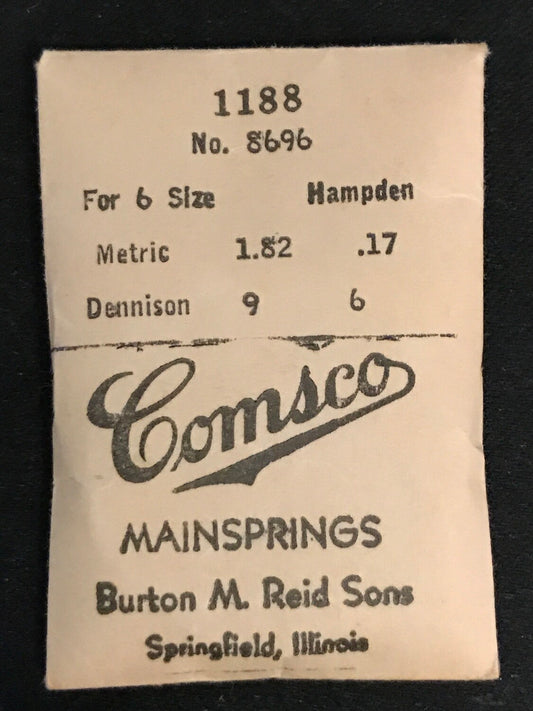 1188
No. 8696
For 6 Size Hampden
Metric 1.82 .17
Dennison 9 6
Comsco
MAINSPRINGS
Burton M. Reid Sons
Springfield, Illinois